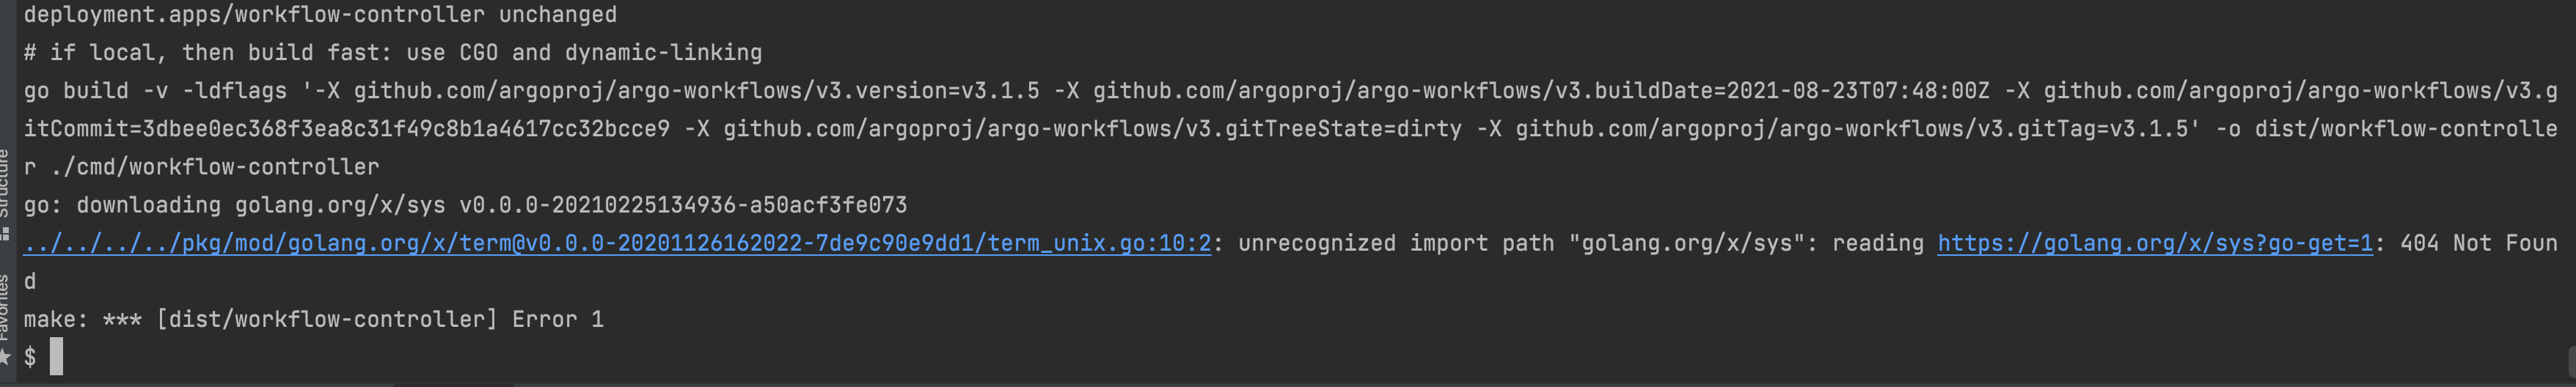 deployment.apps/workflow-controller unchanged
# if local, then build fast: use CGO and dynamic-linking
go build -v -ldflags '-X github.com/argoproj/argo-workflows/v3.version=v3.1.5 -X github.com/argoproj/argo-workflows/v3.buildDate=2021-08-23T07:48:00Z -X github.com/argoproj/argo-workflows/v3.g
itCommit=3dbee0ec368f3ea8c31f49c8b1a4617cc32bcce9 -X github.com/argoproj/argo-workflows/v3.gitTreeState=dirty -X github.com/argoproj/argo-workflows/v3.gitTag=v3.1.5' -o dist/workflow-controlle
r ./cmd/workflow-controller
go: downloading golang.org/x/sys v0.0.0-20210225134936-a50acf3fe073
../../../../pkg/mod/golang.org/x/term@v0.0.0-20201126162022-7de9c90e9dd1/term_unix.go:10:2: unrecognized import path "golang.org/x/sys": reading https://golang.org/x/sys?go-get=1: 404 Not Foun
d
make: *** [dist/workflow-controller] Error 1
$
Structure
Favorites